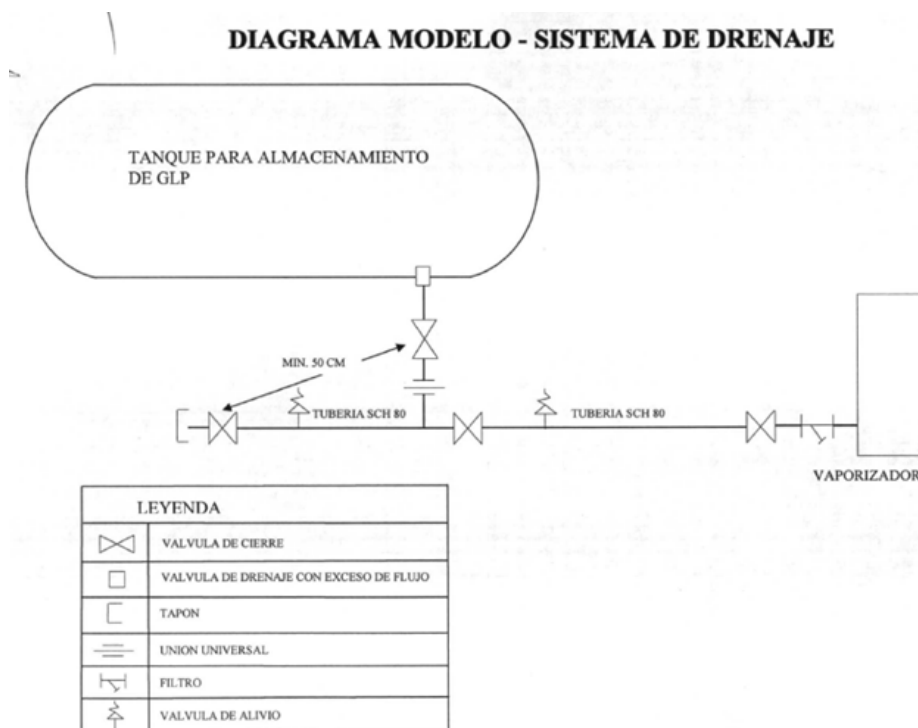 DIAGRAMA MODELO - SISTEMA DE DRENAJE
TANQUE PARA ALMACENAMIENTO
DE GLP
MIN. 50 CM
TUBERIA SCH 80
TUBERIA SCH 80
VAPORIZADOR
LEYENDA
VALVULA DE CIERRE
VALVULA DE DRENAJE CON EXCESO DE FLUJO
TAPON
UNION UNIVERSAL
FILTRO
VALVULA DE ALIVIO